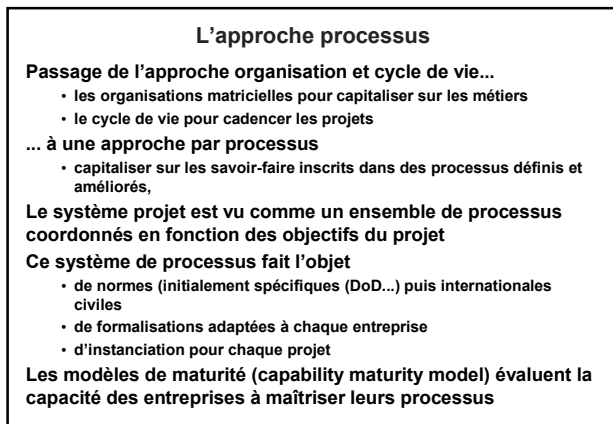 L'approche processus
Passage de l'approche organisation et cycle de vie...
• les organisations matricielles pour capitaliser sur les métiers
• le cycle de vie pour cadencer les projets
... à une approche par processus
• capitaliser sur les savoir-faire inscrits dans des processus définis et
améliorés,
Le système projet est vu comme un ensemble de processus
coordonnés en fonction des objectifs du projet
Ce système de processus fait l'objet
• de normes (initialement spécifiques (DoD...) puis internationales
civiles
• de formalisations adaptées à chaque entreprise
• d'instanciation pour chaque projet
Les modèles de maturité (capability maturity model) évaluent la
capacité des entreprises à maîtriser leurs processus